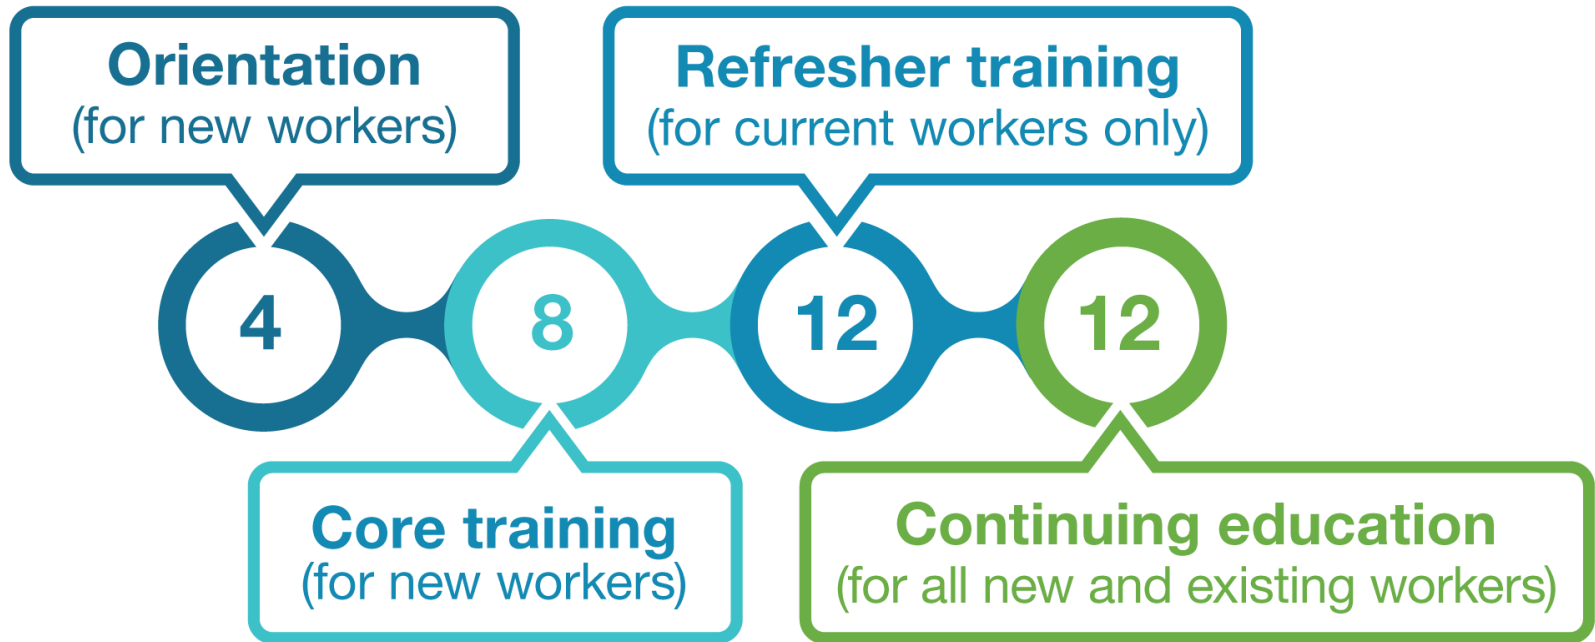 Orientation
(for new workers)
Refresher training
(for current workers only)
4
8
12
12
Core training
(for new workers)
Continuing education
(for all new and existing workers)